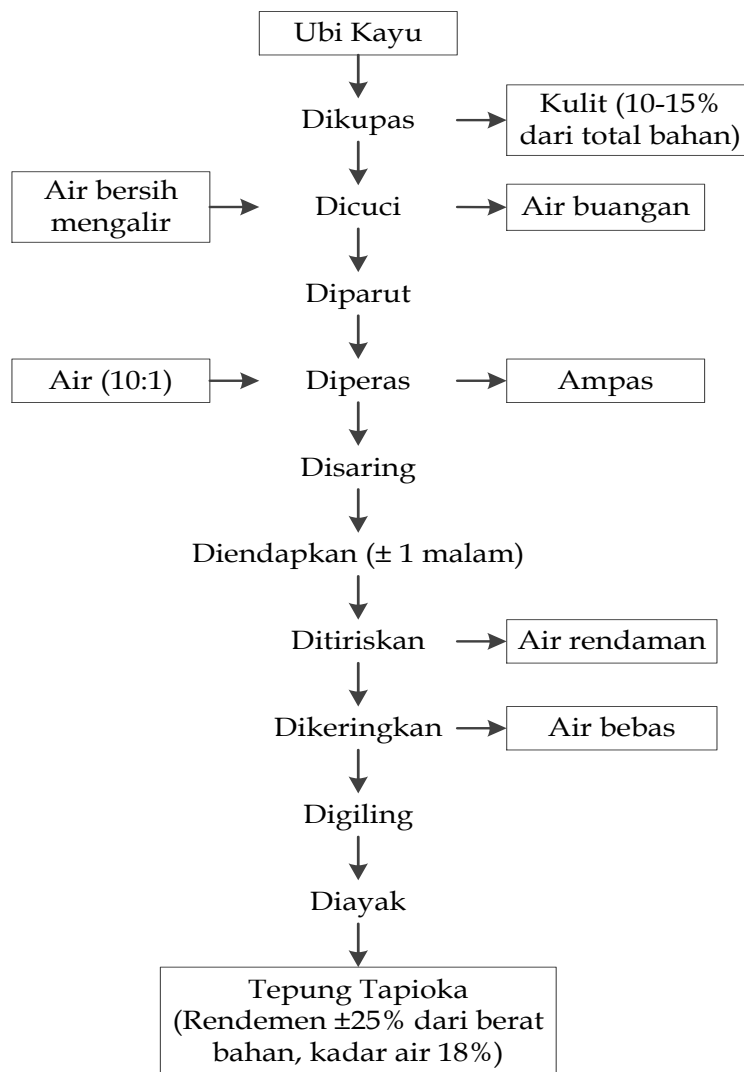 Ubi Kayu
Dikupas
Kulit (10-15%
dari total bahan)
Air bersih
mengalir
Dicuci
Air buangan
Diparut
Air (10:1)
Diperas
Ampas
Disaring
Diendapkan (± 1 malam)
Ditiriskan
Air rendaman
Dikeringkan
Air bebas
Digiling
Diayak
Tepung Tapioka
(Rendemen ±25% dari berat
bahan, kadar air 18%)